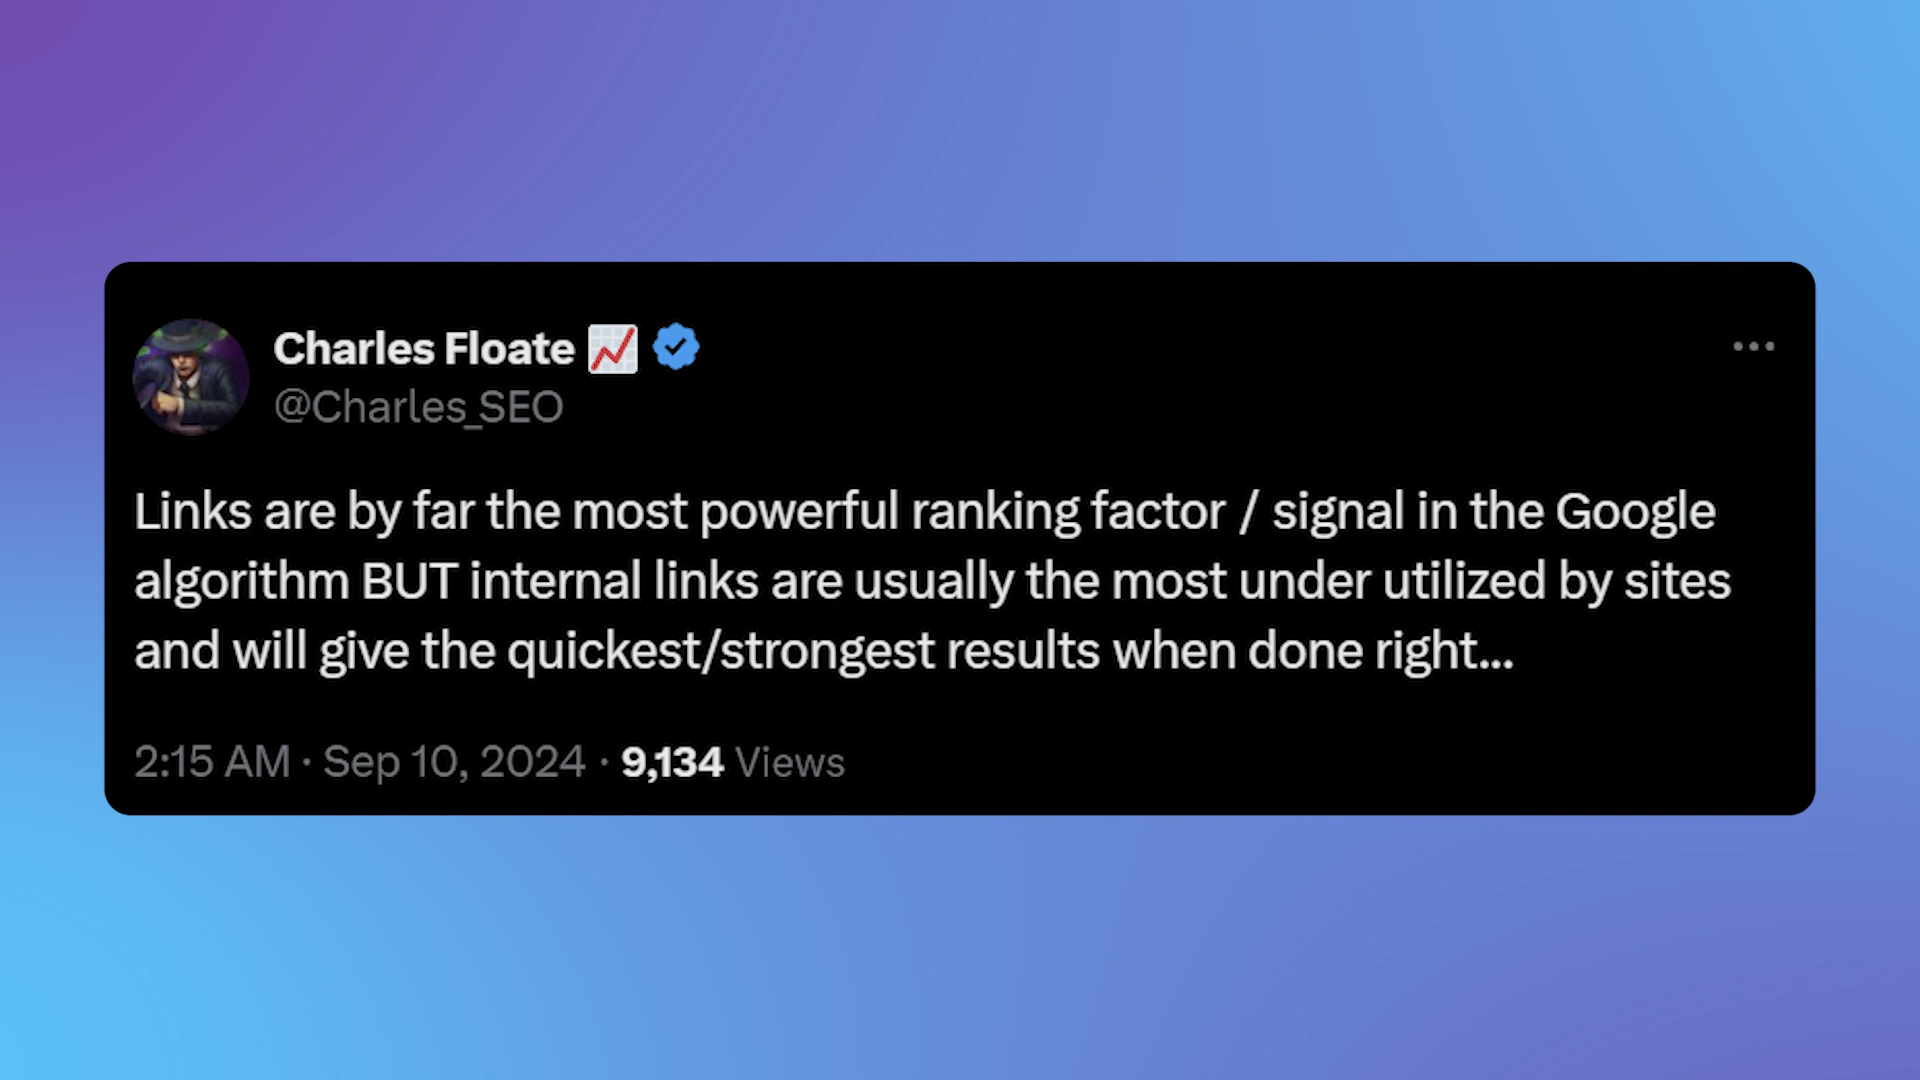 Charles Floate 📈
@Charles_SEO
Links are by far the most powerful ranking factor / signal in the Google
algorithm BUT internal links are usually the most under utilized by sites
and will give the quickest/strongest results when done right...
2:15 AM · Sep 10, 2024 · 9,134 Views